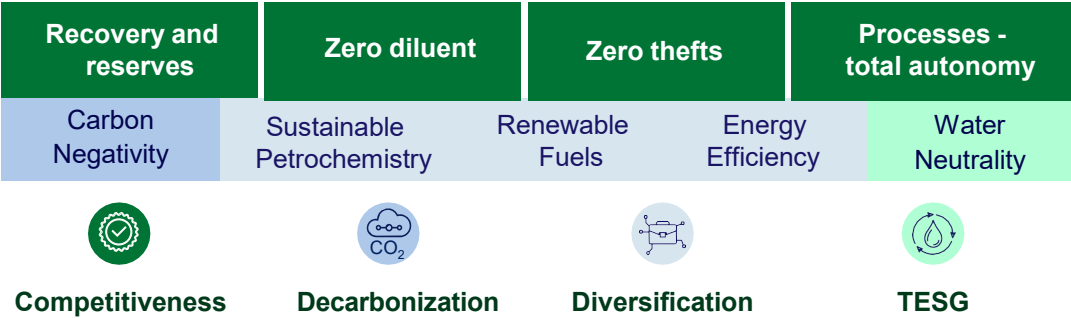 Recovery and
reserves
Zero diluent
Zero thefts
Processes -
total autonomy
Carbon
Negativity
Sustainable
Petrochemistry
Renewable
Fuels
Energy
Efficiency
Water
Neutrality
CO2
Competitiveness
Decarbonization
Diversification
TESG